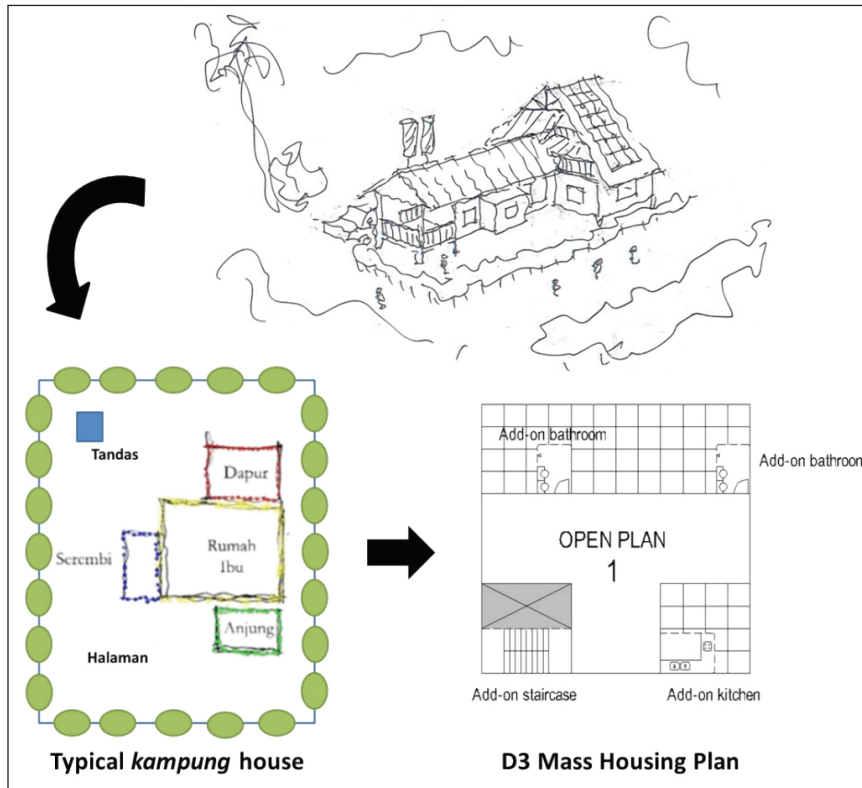 Tandas
Dapur
Serembi
Rumah
Ibu
Anjung
Halaman
Typical kampung house
Add-on bathroom
Add-on bathroom
OPEN PLAN
1
Add-on staircase
Add-on kitchen
D3 Mass Housing Plan